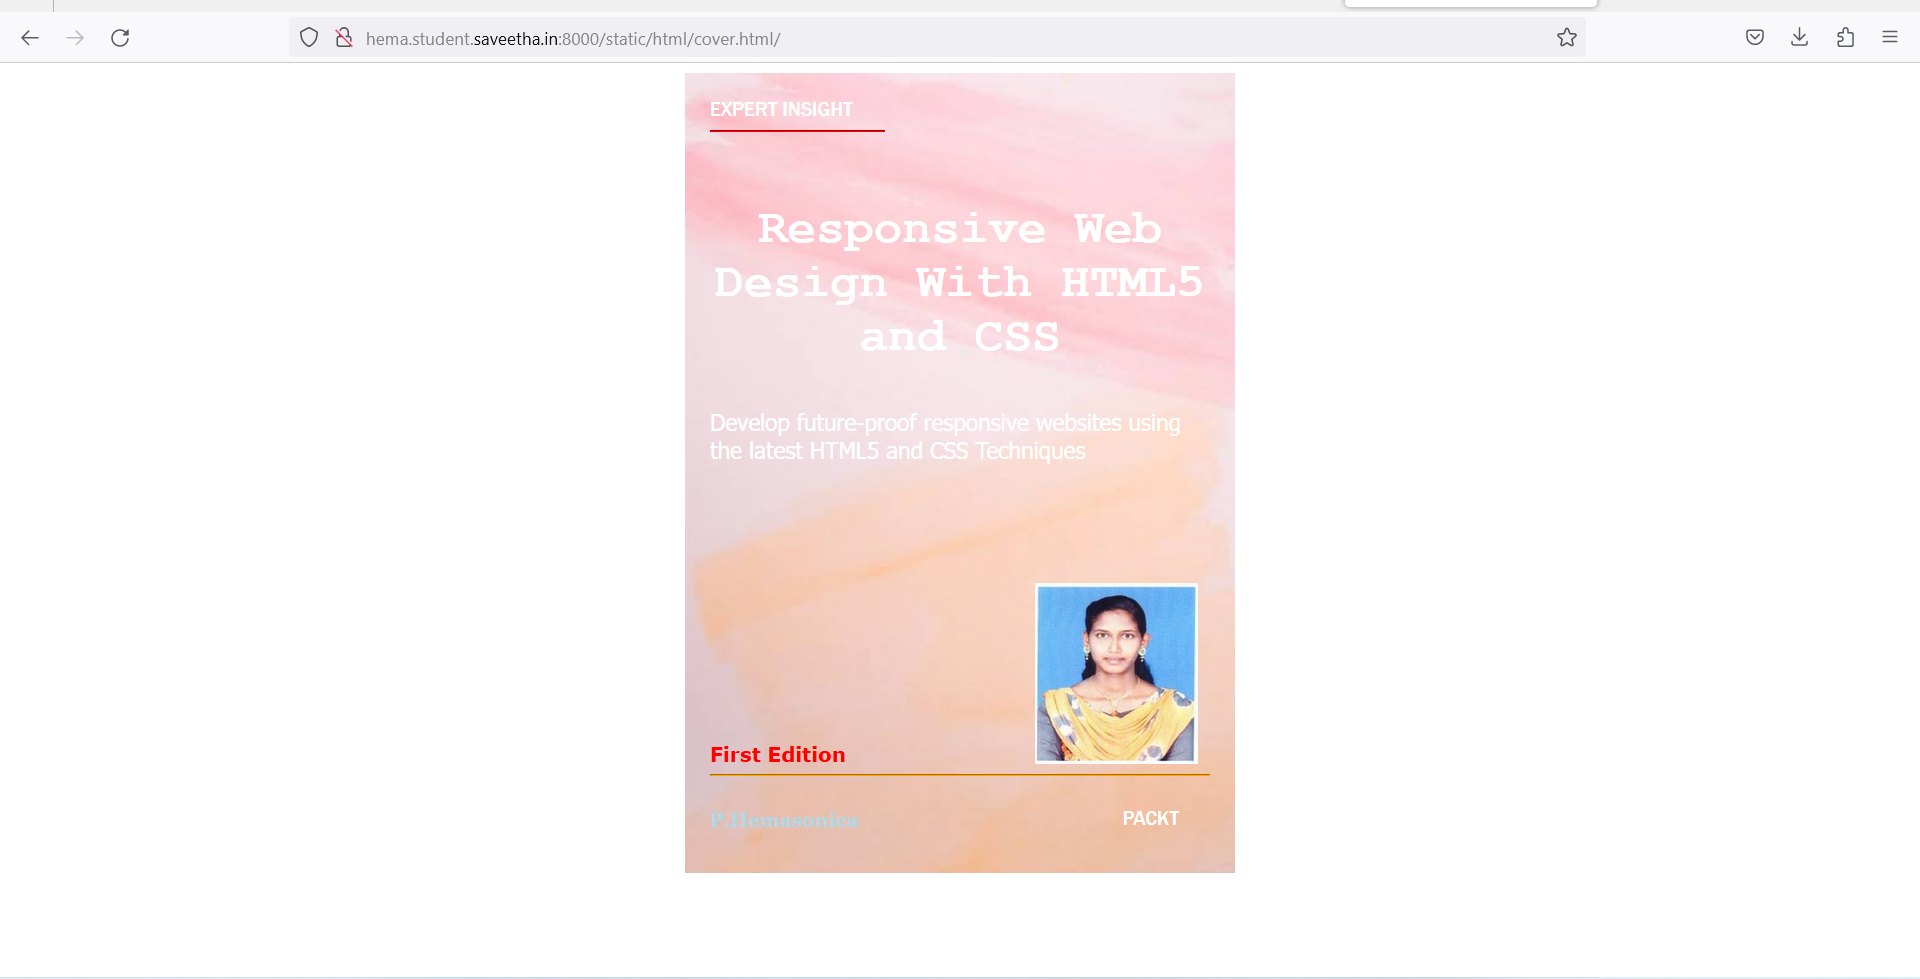 hema.student.saveetha.in:8000/static/html/cover.html/
EXPERT INSIGHT
Responsive Web
Design With HTML5
and CSS
Develop future-proof responsive websites using
the latest HTML5 and CSS Techniques
First Edition
P.Hemasonica
PACKT